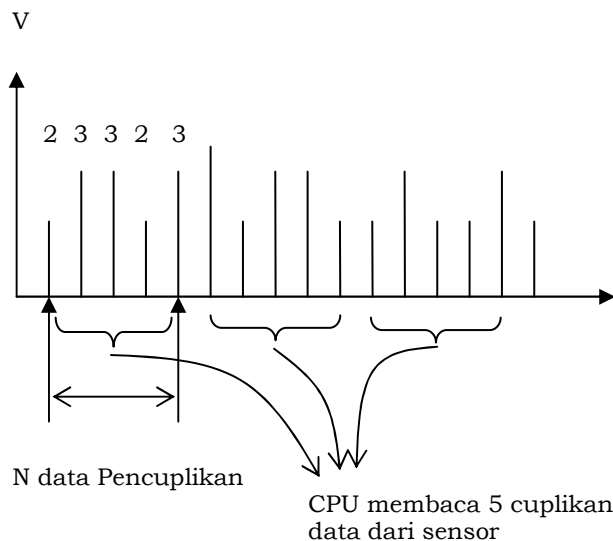 V
2 3 3 2 3
N data Pencuplikan
CPU membaca 5 cuplikan
data dari sensor